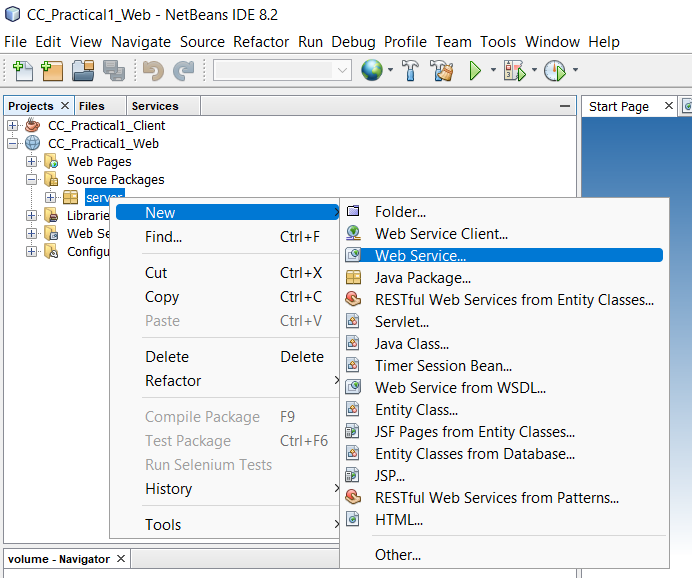 CC_Practical1_Web - NetBeans IDE 8.2
File Edit View Navigate Source Refactor Run Debug Profile Team Tools Window Help
Projects Files Services
Start Page
CC_Practical1_Client
CC_Practical1_Web
Web Pages
Source Packages
server
Librarie
Web Se
Configu
New
Find... Ctrl+F
Cut Ctrl+X
Copy Ctrl+C
Paste Ctrl+V
Delete Delete
Refactor
Compile Package F9
Test Package Ctrl+F6
Run Selenium Tests
History
Tools
Folder...
Web Service Client...
Web Service...
Java Package...
RESTful Web Services from Entity Classes...
Servlet...
Java Class...
Timer Session Bean...
Web Service from WSDL...
Entity Class...
JSF Pages from Entity Classes...
Entity Classes from Database...
JSP...
RESTful Web Services from Patterns...
HTML...
Other...
volume - Navigator